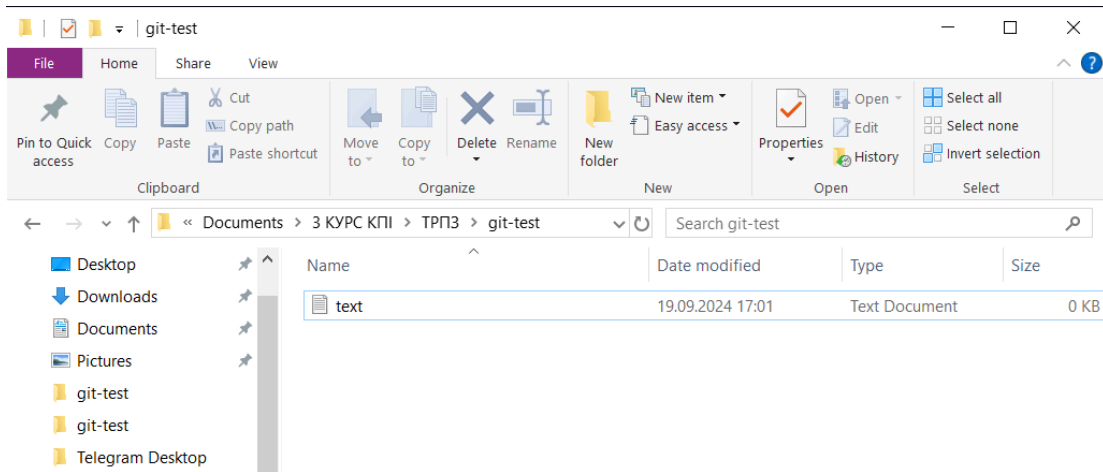 git-test
File Home Share View
Pin to Quick access
Copy
Paste
Cut
Copy path
Paste shortcut
Clipboard
Move to
Copy to
Delete
Rename
Organize
New folder
New item
Easy access
New
Properties
Open
Edit
History
Open
Select all
Select none
Invert selection
Select
« Documents > 3 КУРС КПІ > ТРПЗ > git-test
Search git-test
Desktop
Downloads
Documents
Pictures
git-test
git-test
Telegram Desktop
Name Date modified Type Size
text 19.09.2024 17:01 Text Document 0 KB